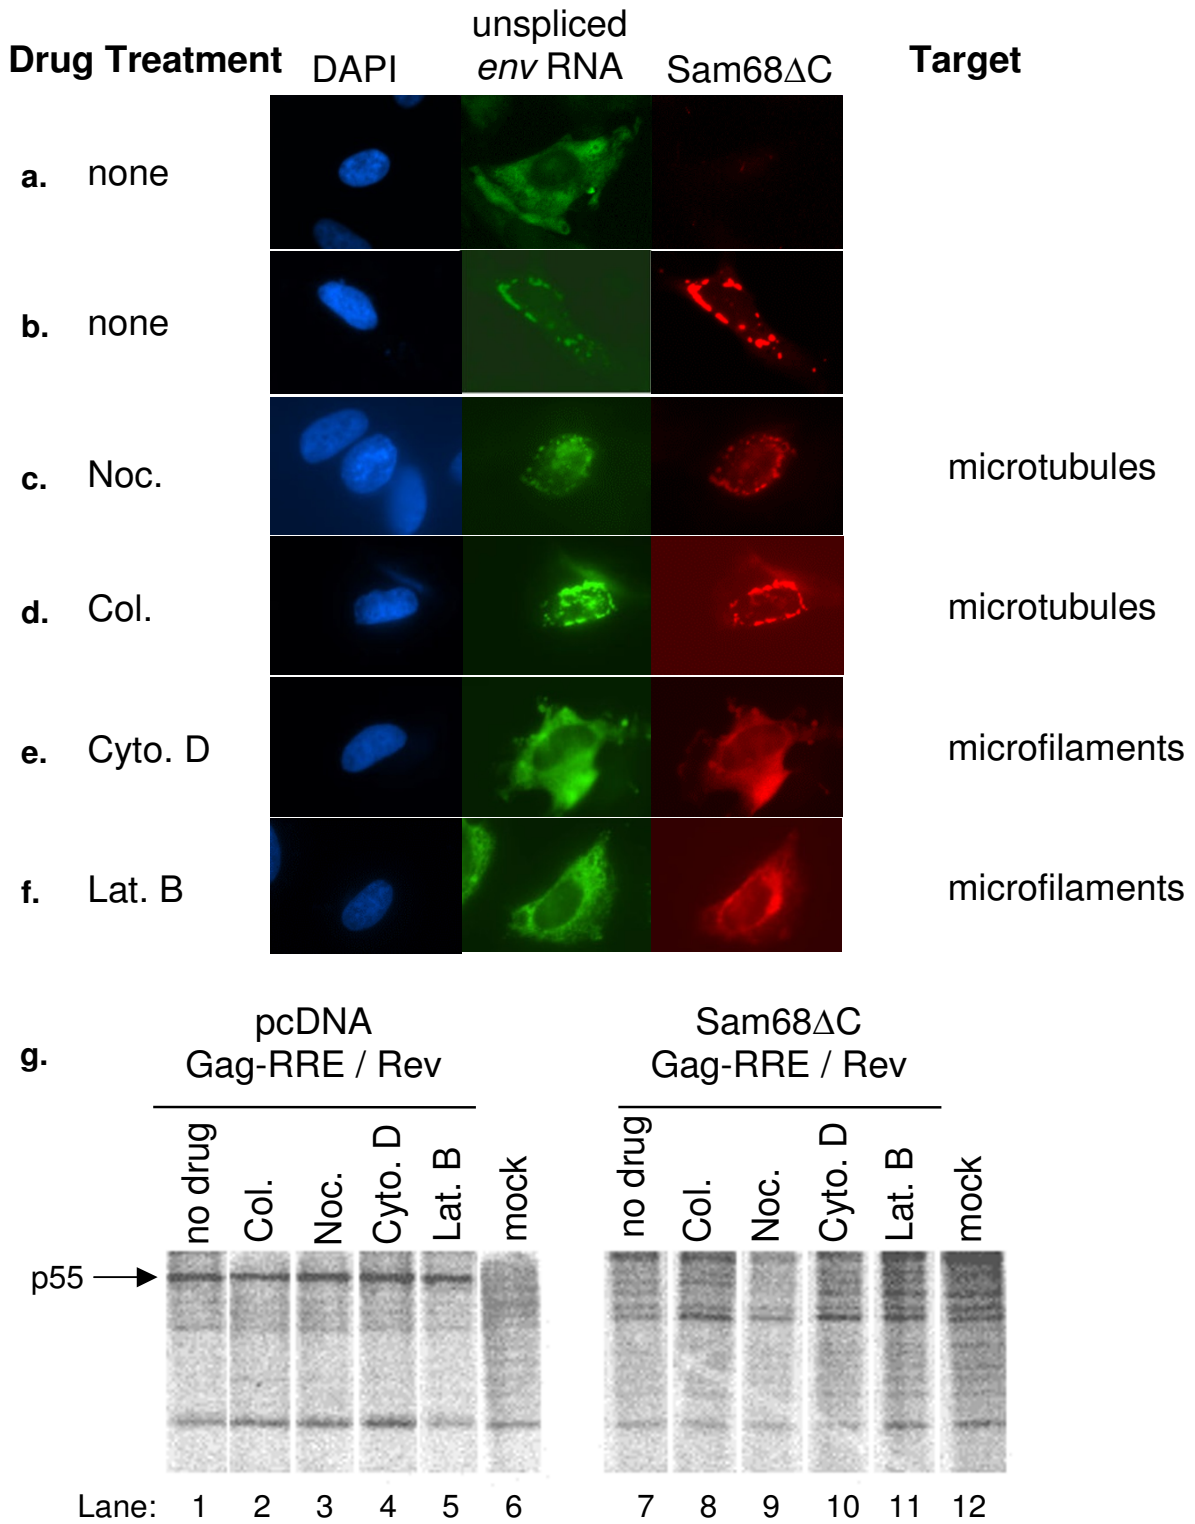 Drug Treatment DAPI unspliced env RNA Sam68ΔC Target
a. none
b. none
c. Noc. microtubules
d. Col. microtubules
e. Cyto. D microfilaments
f. Lat. B microfilaments
g.
pcDNA
Gag-RRE / Rev
Sam68ΔC
Gag-RRE / Rev
no drug Col. Noc. Cyto. D Lat. B mock
no drug Col. Noc. Cyto. D Lat. B mock
p55
Lane: 1 2 3 4 5 6 7 8 9 10 11 12